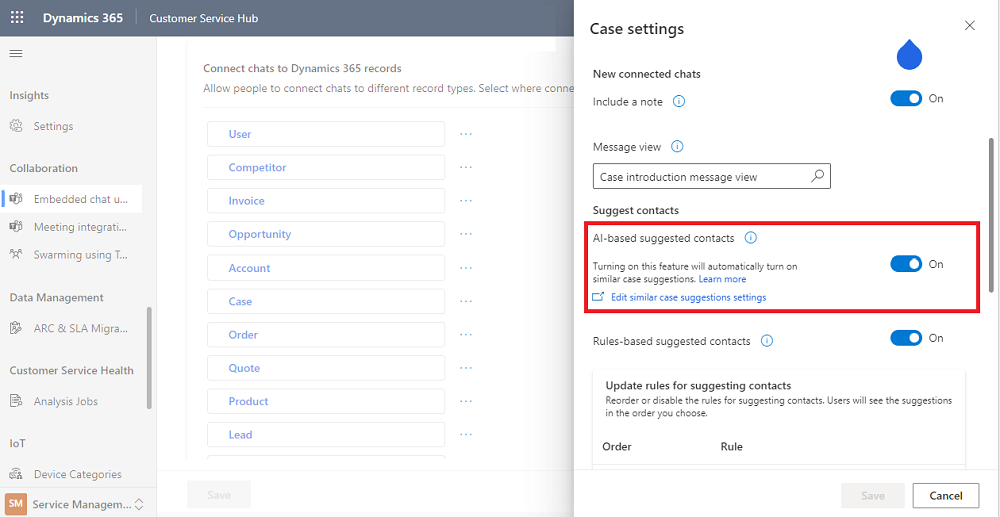 Dynamics 365
Customer Service Hub
Insights
Settings
Collaboration
Embedded chat u...
Meeting integrati...
Swarming using T...
Data Management
ARC & SLA Migra...
Customer Service Health
Analysis Jobs
IoT
Device Categories
SM
Service Managem...
Connect chats to Dynamics 365 records
Allow people to connect chats to different record types. Select where conne
User
Competitor
Invoice
Opportunity
Account
Case
Order
Quote
Product
Lead
Save
Case settings
New connected chats
Include a note
On
Message view
Case introduction message view
Suggest contacts
AI-based suggested contacts
On
Turning on this feature will automatically turn on
similar case suggestions. Learn more
Edit similar case suggestions settings
Rules-based suggested contacts
On
Update rules for suggesting contacts
Reorder or disable the rules for suggesting contacts. Users will see the suggestions
in the order you choose.
Order Rule
Save Cancel